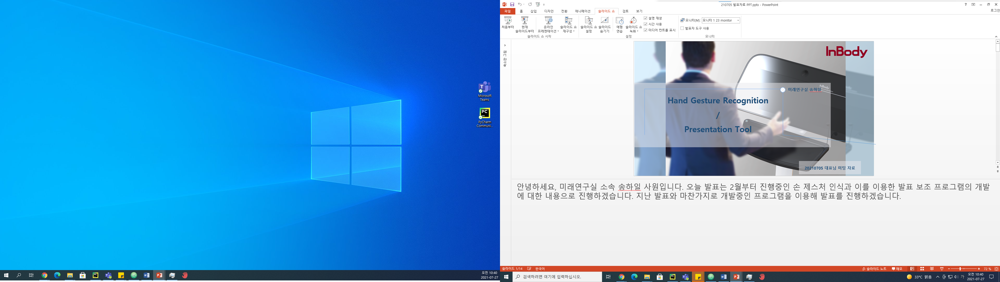 Microsoft
Teams
PC
PyCharm
Communi...
오전 10:40
2021-07-27
210705 발표자료 PPT.pptx - PowerPoint
로그인
파일 홈 삽입 디자인 전환 애니메이션 슬라이드 쇼 검토 보기
처음부터
현재
슬라이드부터
온라인
프레젠테이션
슬라이드 쇼
재구성
슬라이드 쇼
설정
슬라이드
숨기기
예행
연습
슬라이드 쇼
녹화
설명 재생
시간 사용
미디어 컨트롤 표시
모니터(M): 모니터 1 23 monitor
발표자 도구 사용
슬라이드 쇼 시작
설정
모니터
축소판 그림
InBody
InBody
미래연구실 송하일
Hand Gesture Recognition
/
Presentation Tool
20210705 대표님 미팅 자료
안녕하세요, 미래연구실 소속 송하일 사원입니다. 오늘 발표는 2월부터 진행중인 손 제스처 인식과 이를 이용한 발표 보조 프로그램의 개발
에 대한 내용으로 진행하겠습니다. 지난 발표와 마찬가지로 개발중인 프로그램을 이용해 발표를 진행하겠습니다.
슬라이드 1/14 한국어
슬라이드 노트 메모 72 %
검색하려면 여기에 입력하십시오.
33°C 맑음
가
오전 10:40
2021-07-27